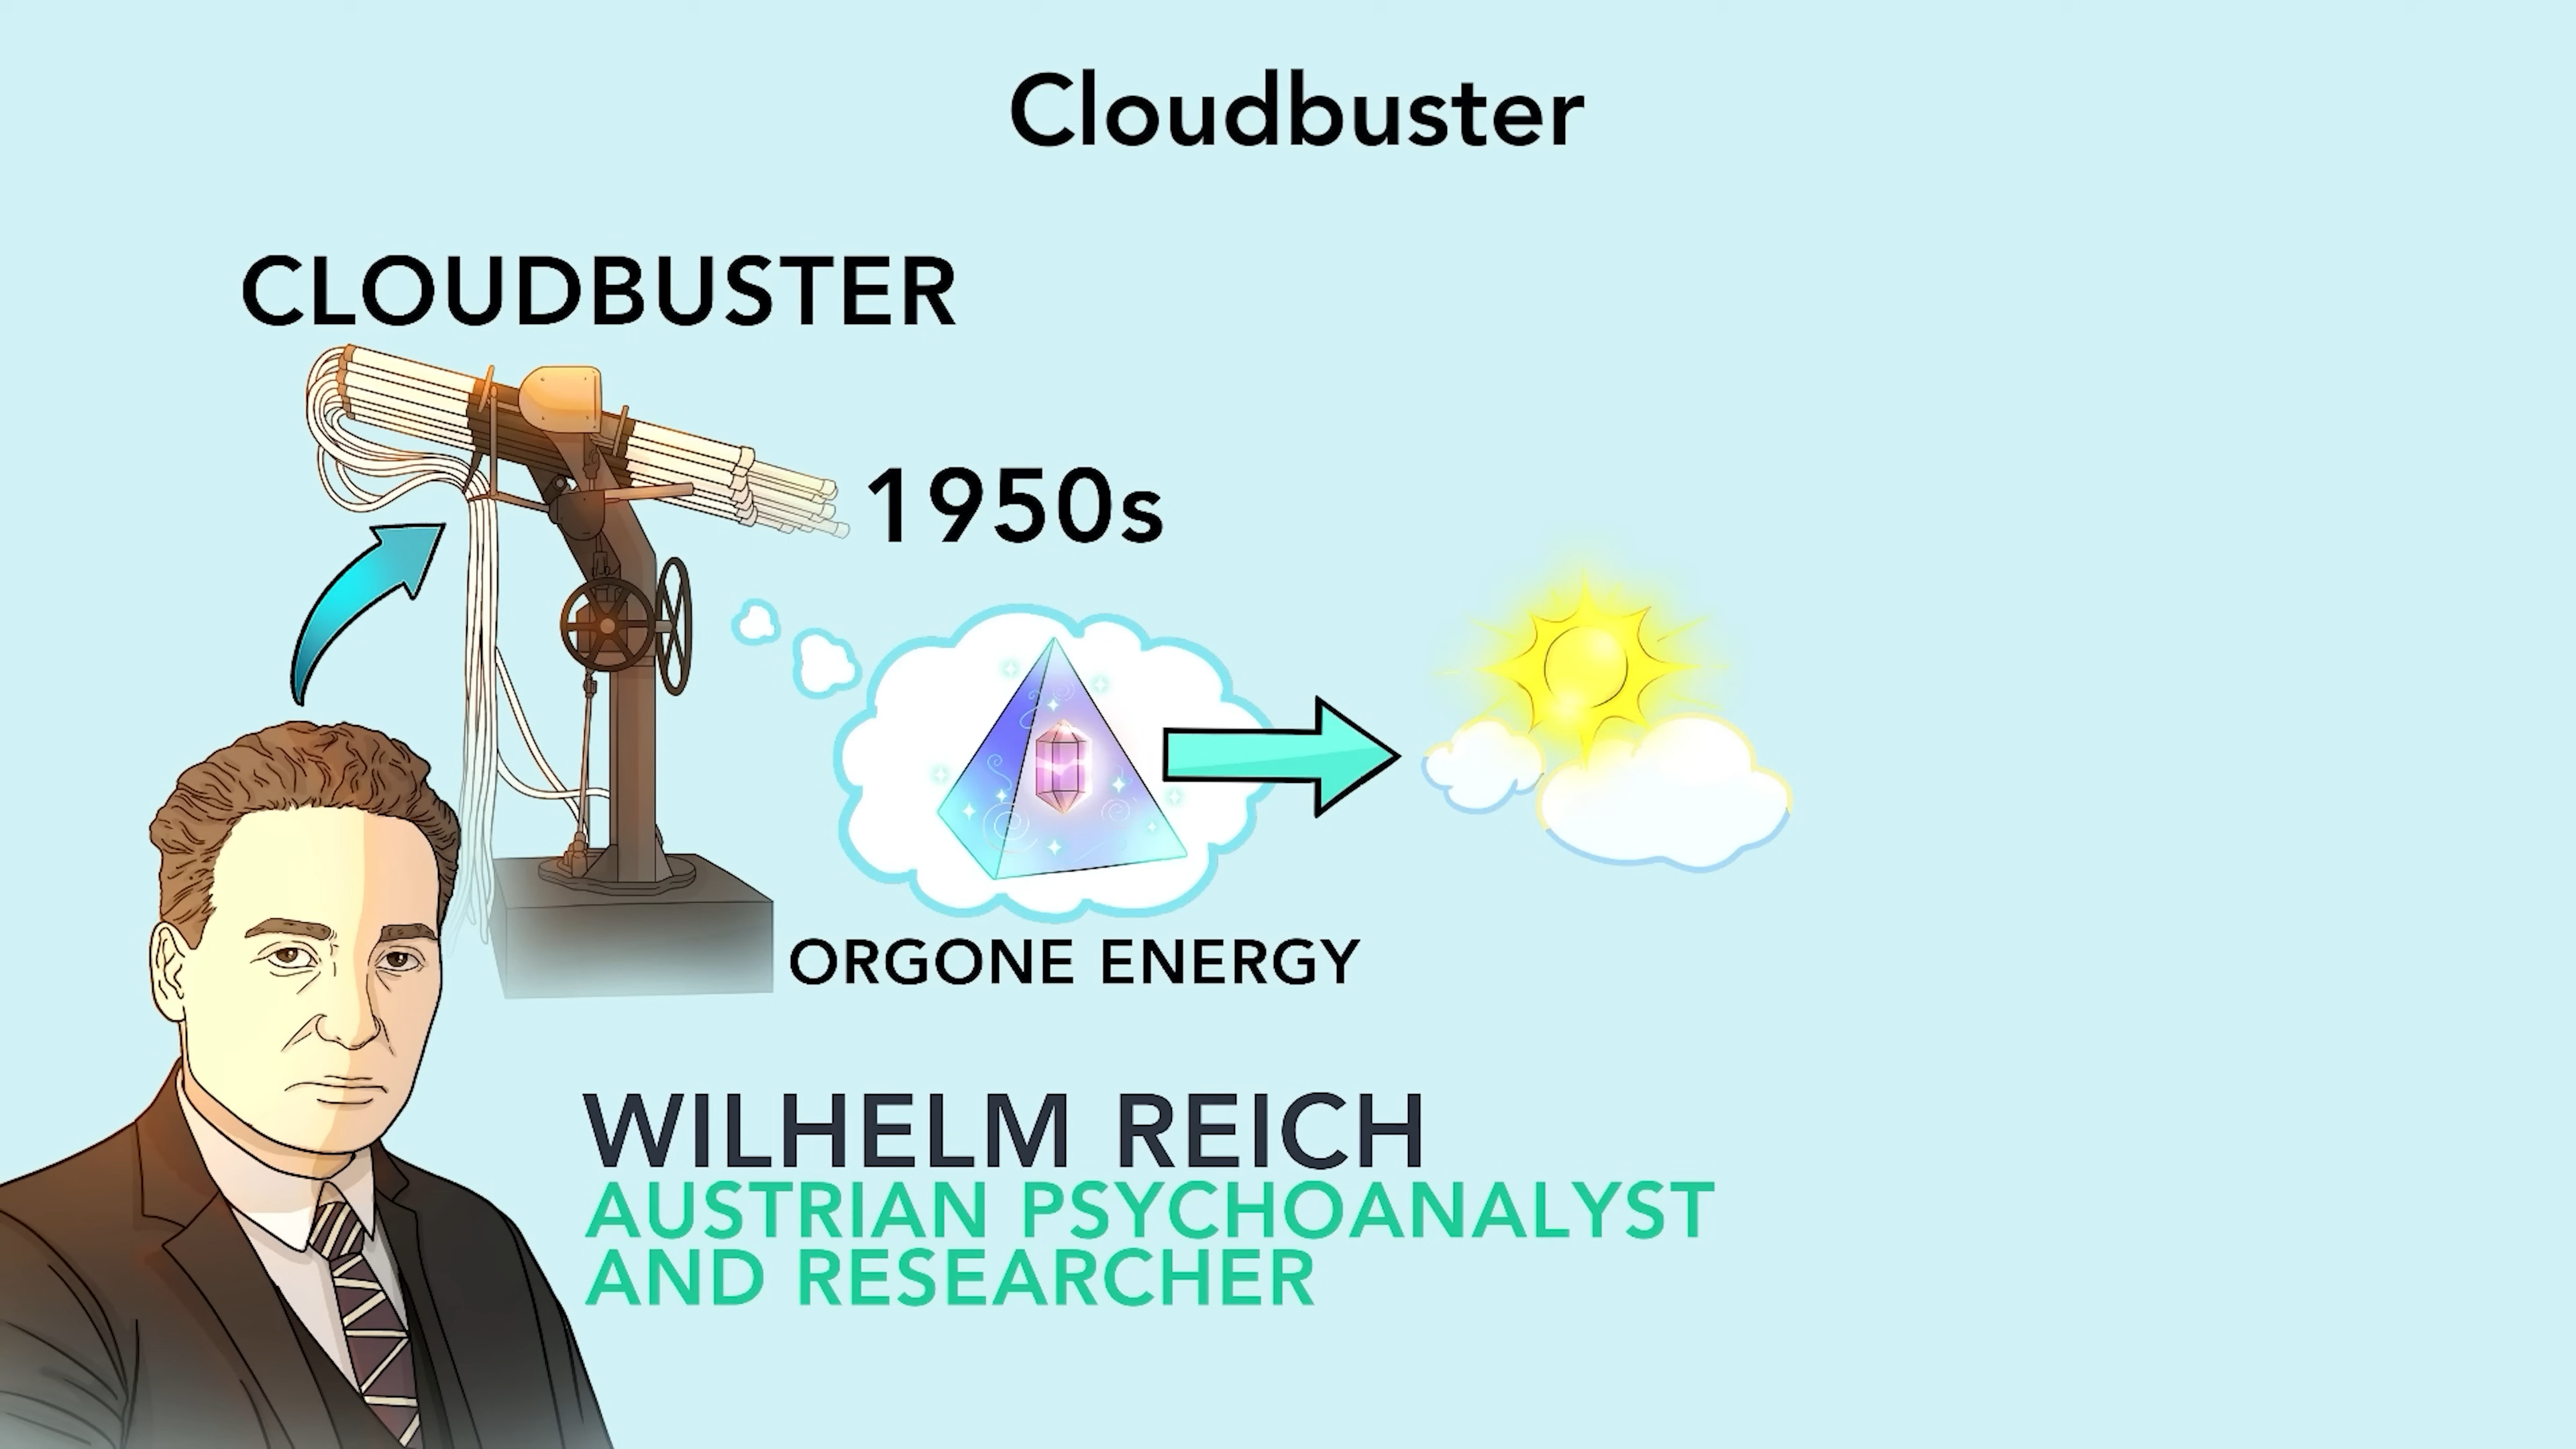 Cloudbuster
CLOUDBUSTER
1950s
ORGONE ENERGY
WILHELM REICH
AUSTRIAN PSYCHOANALYST
AND RESEARCHER